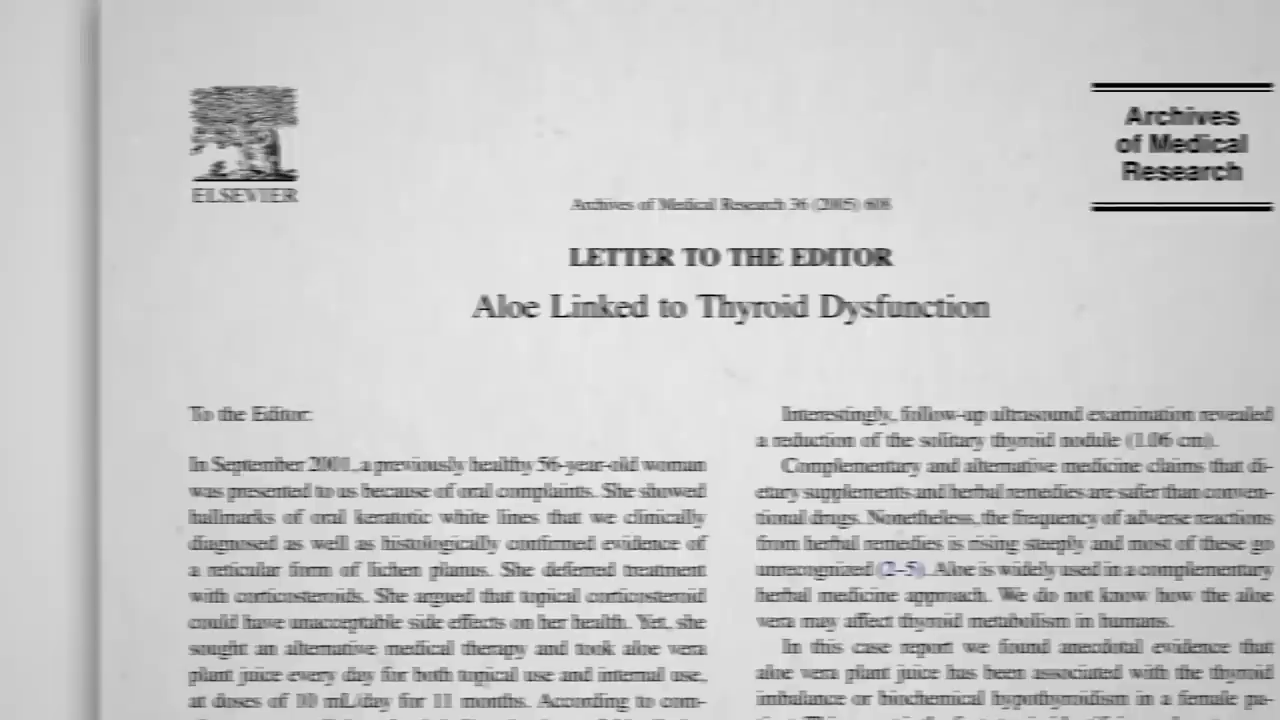 ELSEVIER
Archives
of Medical
Research
Archives of Medical Research 36 (2005) 608
LETTER TO THE EDITOR
Aloe Linked to Thyroid Dysfunction
To the Editor:
In September 2001, a previously healthy 56-year-old woman
was presented to us because of oral complaints. She showed
hallmarks of oral keratotic white lines that we clinically
diagnosed as well as histologically confirmed evidence of
a reticular form of lichen planus. She deferred treatment
with corticosteroids. She argued that topical corticosteroid
could have unacceptable side effects on her health. Yet, she
sought an alternative medical therapy and took aloe vera
plant juice every day for both topical use and internal use,
at doses of 10 mL/day for 11 months. According to com-
Interestingly, follow-up ultrasound examination revealed
a reduction of the solitary thyroid nodule (1.06 cm).
Complementary and alternative medicine claims that di-
etary supplements and herbal remedies are safer than conven-
tional drugs. Nonetheless, the frequency of adverse reactions
from herbal remedies is rising steeply and most of these go
unrecognized (2–5). Aloe is widely used in a complementary
herbal medicine approach. We do not know how the aloe
vera may affect thyroid metabolism in humans.
In this case report we found anecdotal evidence that
aloe vera plant juice has been associated with the thyroid
imbalance or biochemical hypothyroidism in a female pa-